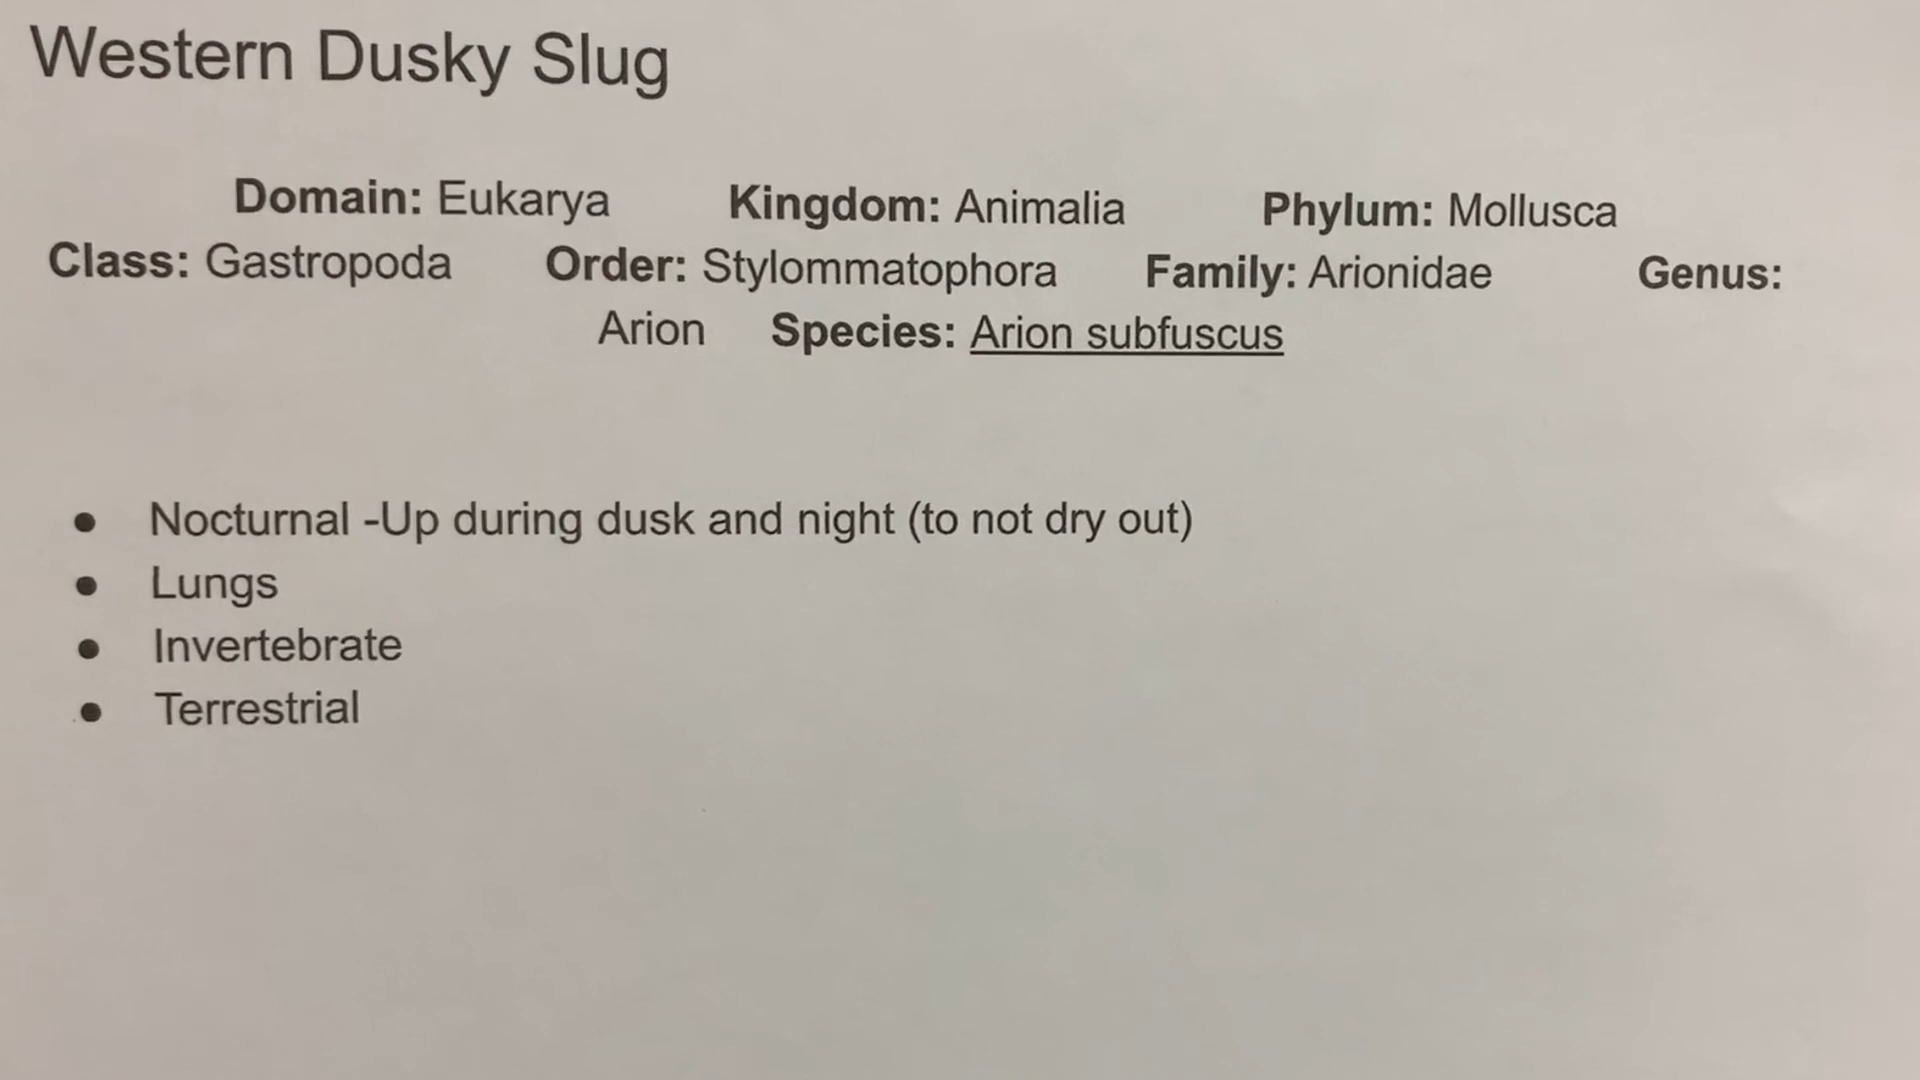 Western Dusky Slug
Domain: Eukarya Kingdom: Animalia Phylum: Mollusca
Class: Gastropoda Order: Stylommatophora Family: Arionidae Genus:
Arion Species: Arion subfuscus
● Nocturnal -Up during dusk and night (to not dry out)
● Lungs
● Invertebrate
● Terrestrial